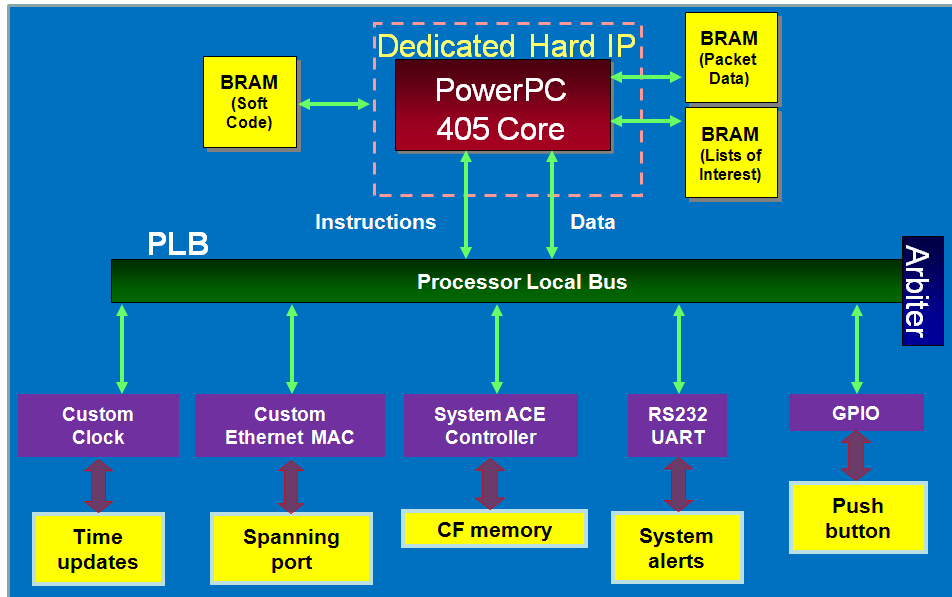 Dedicated Hard IP
BRAM
(Soft
Code)
PowerPC
405 Core
BRAM
(Packet
Data)
BRAM
(Lists of
Interest)
Instructions
Data
PLB
Processor Local Bus
Arbiter
Custom
Clock
Custom
Ethernet MAC
System ACE
Controller
RS232
UART
GPIO
Time
updates
Spanning
port
CF memory
System
alerts
Push
button